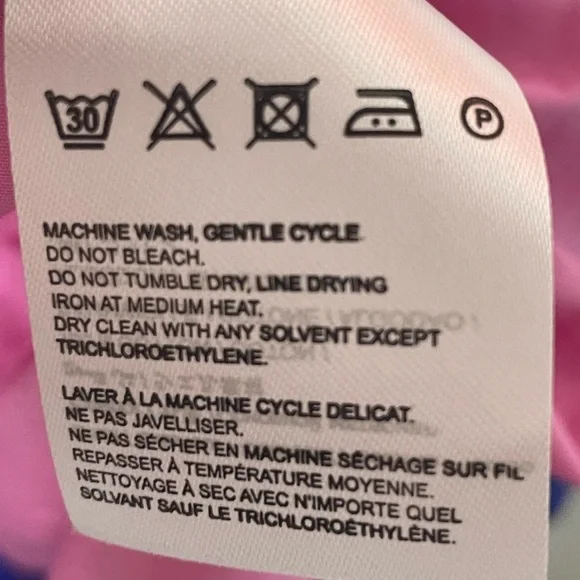 30
P
MACHINE WASH, GENTLE CYCLE.
DO NOT BLEACH.
DO NOT TUMBLE DRY, LINE DRYING
IRON AT MEDIUM HEAT.
DRY CLEAN WITH ANY SOLVENT EXCEPT
TRICHLOROETHYLENE.
LAVER À LA MACHINE CYCLE DELICAT.
NE PAS JAVELLISER.
NE PAS SÉCHER EN MACHINE SÉCHAGE SUR FIL
REPASSER À TEMPÉRATURE MOYENNE.
NETTOYAGE À SEC AVEC N'IMPORTE QUEL
SOLVANT SAUF LE TRICHLOROÉTHYLÈNE.